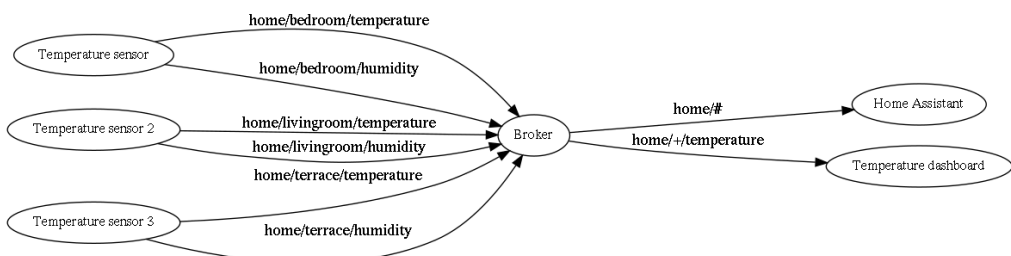 home/bedroom/temperature
Temperature sensor
home/bedroom/humidity
Temperature sensor 2
home/livingroom/temperature
home/livingroom/humidity
home/terrace/temperature
Temperature sensor 3
home/terrace/humidity
Broker
home/#
home/+/temperature
Home Assistant
Temperature dashboard